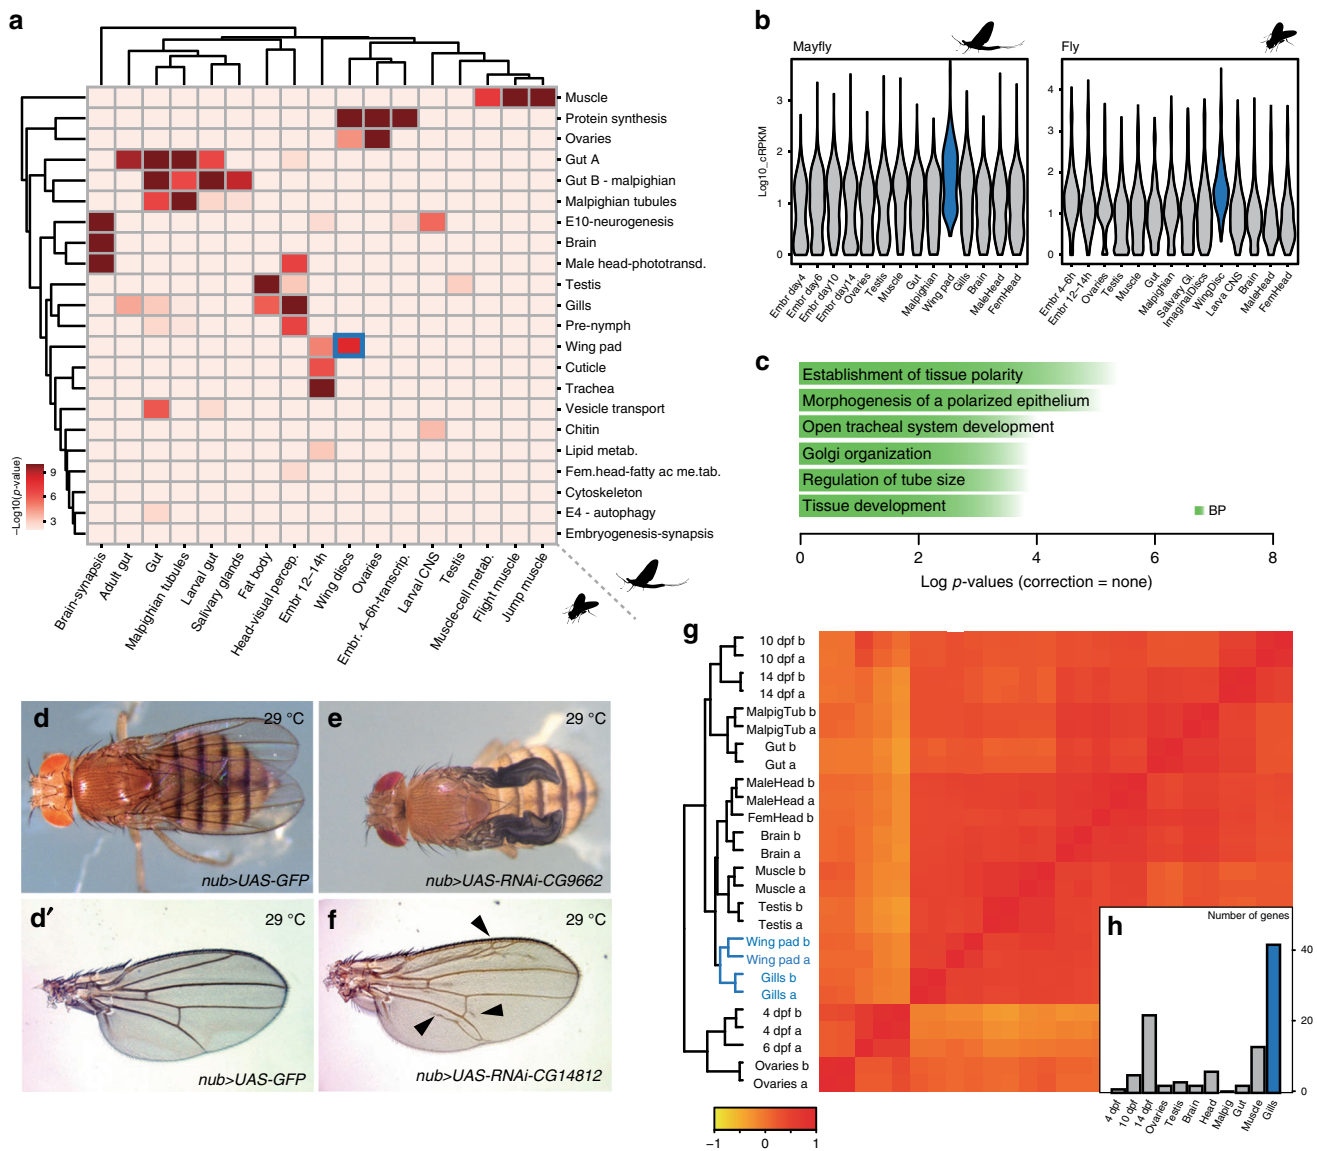 a
Muscle
Protein synthesis
Ovaries
Gut A
Gut B - malpighian
Malpighian tubules
E10-neurogenesis
Brain
Male head-phototransd.
Testis
Gills
Pre-nymph
Wing pad
Cuticle
Trachea
Vesicle transport
Chitin
Lipid metab.
Fem.head-fatty ac me.tab.
Cytoskeleton
E4 - autophagy
Embryogenesis-synapsis
−Log10(p-value)
9
6
3
Brain-synapsis
Adult gut
Gut
Malpighian tubules
Larval gut
Salivary glands
Fat body
Head-visual percep.
Embr 12–14h
Wing discs
Ovaries
Embr. 4–6h-transcrip.
Larval CNS
Testis
Muscle-cell metab.
Flight muscle
Jump muscle
b
Mayfly
Log10_cRPKM
3
2
1
0
Embr day4
Embr day6
Embr day10
Embr day14
Ovaries
Testis
Muscle
Gut
Malpighian
Wing pad
Gills
Brain
MaleHead
FemHead
Fly
4
3
2
1
0
Embr 4–6h
Embr 12–14h
Ovaries
Testis
Muscle
Gut
Malpighian
Salivary Gl.
ImaginalDiscs
WingDisc
Larva CNS
Brain
MaleHead
FemHead
c
Establishment of tissue polarity
Morphogenesis of a polarized epithelium
Open tracheal system development
Golgi organization
Regulation of tube size
Tissue development
BP
0 2 4 6 8
Log p-values (correction = none)
d
29 °C
nub>UAS-GFP
e
29 °C
nub>UAS-RNAi-CG9662
d′
29 °C
nub>UAS-GFP
f
29 °C
nub>UAS-RNAi-CG14812
g
10 dpf b
10 dpf a
14 dpf b
14 dpf a
MalpigTub b
MalpigTub a
Gut b
Gut a
MaleHead b
MaleHead a
FemHead b
Brain b
Brain a
Muscle b
Muscle a
Testis b
Testis a
Wing pad b
Wing pad a
Gills b
Gills a
4 dpf b
4 dpf a
6 dpf a
Ovaries b
Ovaries a
−1 0 1
h
Number of genes
40
20
0
4 dpf
10 dpf
14 dpf
Ovaries
Testis
Brain
Head
Malpig
Gut
Muscle
Gills